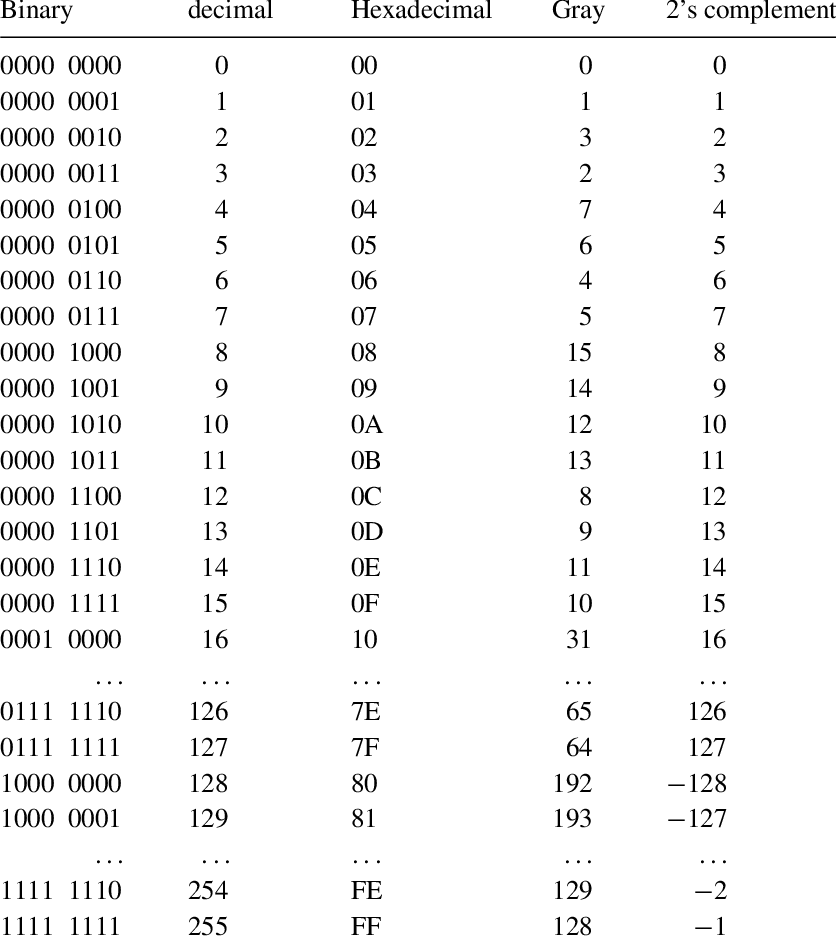 Binary decimal Hexadecimal Gray 2's complement
0000 0000 0 00 0 0
0000 0001 1 01 1 1
0000 0010 2 02 3 2
0000 0011 3 03 2 3
0000 0100 4 04 7 4
0000 0101 5 05 6 5
0000 0110 6 06 4 6
0000 0111 7 07 5 7
0000 1000 8 08 15 8
0000 1001 9 09 14 9
0000 1010 10 0A 12 10
0000 1011 11 0B 13 11
0000 1100 12 0C 8 12
0000 1101 13 0D 9 13
0000 1110 14 0E 11 14
0000 1111 15 0F 10 15
0001 0000 16 10 31 16
... ... ... ... ...
0111 1110 126 7E 65 126
0111 1111 127 7F 64 127
1000 0000 128 80 192 −128
1000 0001 129 81 193 −127
... ... ... ... ...
1111 1110 254 FE 129 −2
1111 1111 255 FF 128 −1